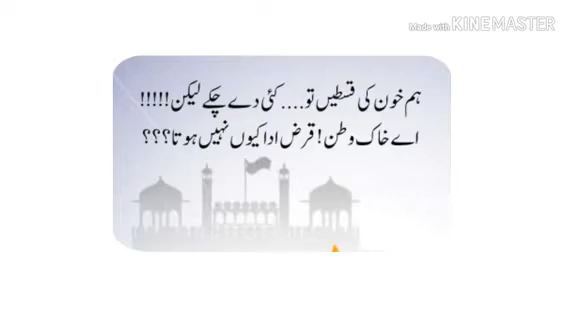 Made with KINEMASTER
ہم خون کی قسطیں تو.... کئی دے چکے لیکن!!!!!
اے خاک وطن! قرض ادا کیوں نہیں ہوتا؟؟؟